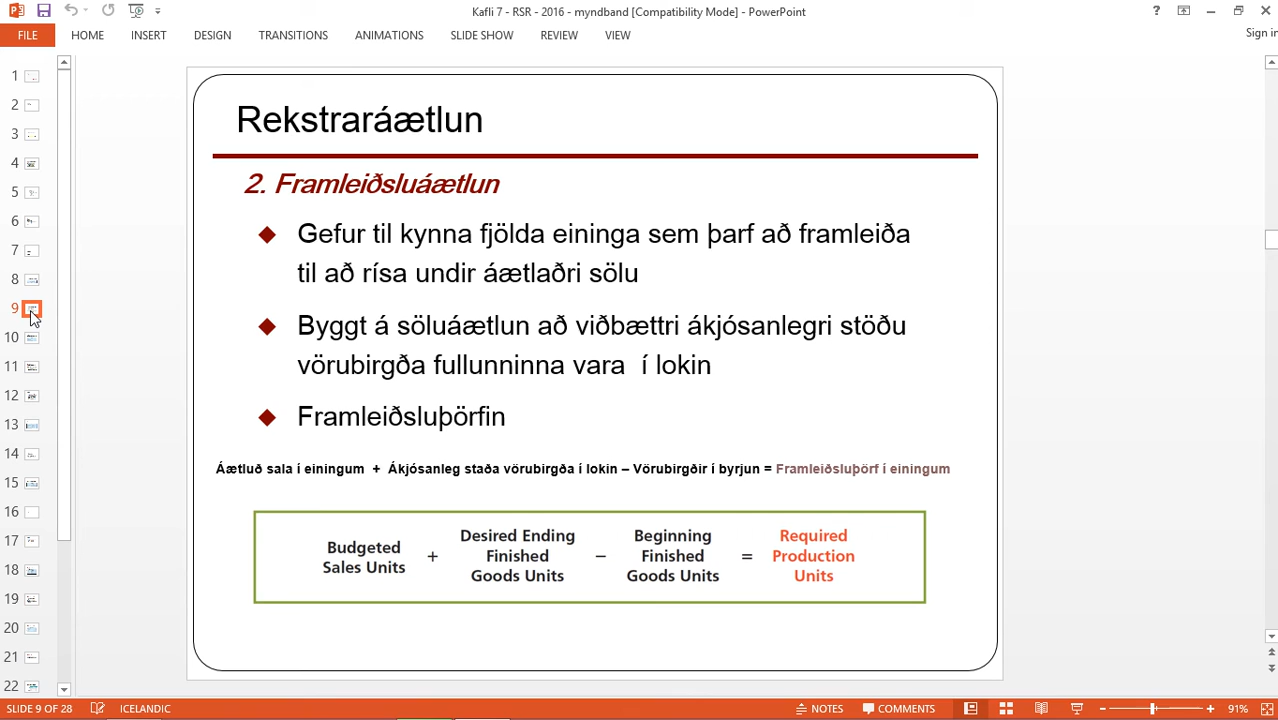 Kafli 7 - RSR - 2016 - myndband [Compatibility Mode] - PowerPoint
?
FILE HOME INSERT DESIGN TRANSITIONS ANIMATIONS SLIDE SHOW REVIEW VIEW
Sign in
1
2
3
4
5
6
7
8
9
10
11
12
13
14
15
16
17
18
19
20
21
22
Rekstraráætlun
2. Framleiðsluáætlun
Gefur til kynna fjölda eininga sem þarf að framleiða
til að rísa undir áætlaðri sölu
Byggt á söluáætlun að viðbættri ákjósanlegri stöðu
vörubirgða fullunninna vara í lokin
Framleiðsluþörfin
Áætluð sala í einingum + Ákjósanleg staða vörubirgða í lokin – Vörubirgðir í byrjun = Framleiðsluþörf í einingum
Budgeted
Sales Units
+
Desired Ending
Finished
Goods Units
–
Beginning
Finished
Goods Units
=
Required
Production
Units
SLIDE 9 OF 28 ICELANDIC NOTES COMMENTS 91%